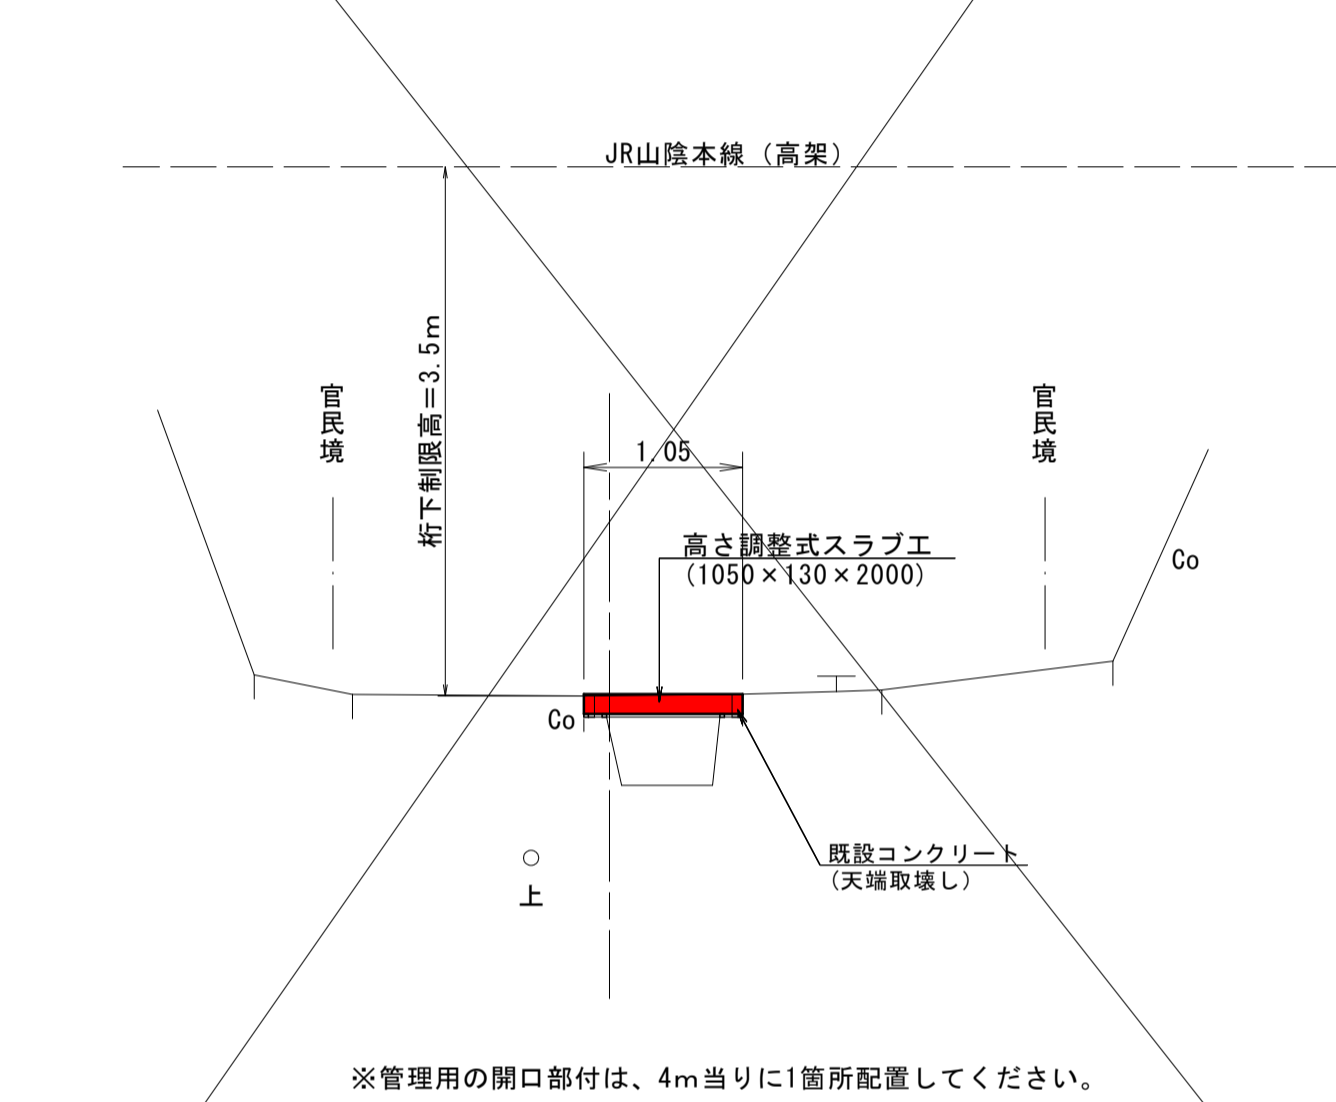 JR山陰本線（高架）
桁下制限高＝3.5m
官民境
官民境
1.05
高さ調整式スラブ工
(1050×130×2000)
Co
Co
既設コンクリート
(天端取壊し)
上
※管理用の開口部付は、4m当りに1箇所配置してください。